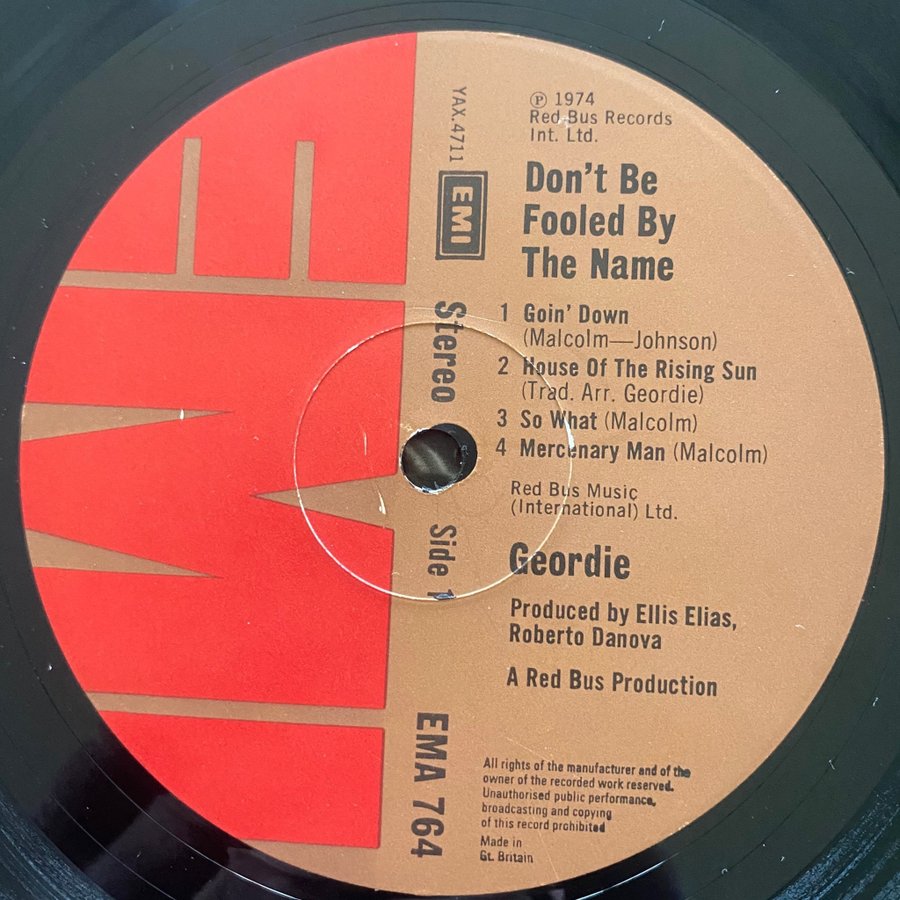 EMI
YAX.4711
EMI
Stereo
Side 1
EMA 764
℗ 1974
Red Bus Records
Int. Ltd.
Don't Be
Fooled By
The Name
1 Goin' Down
(Malcolm—Johnson)
2 House Of The Rising Sun
(Trad. Arr. Geordie)
3 So What (Malcolm)
4 Mercenary Man (Malcolm)
Red Bus Music
(International) Ltd.
Geordie
Produced by Ellis Elias,
Roberto Danova
A Red Bus Production
All rights of the manufacturer and of the
owner of the recorded work reserved.
Unauthorised public performance,
broadcasting and copying
of this record prohibited
Made in
Gt. Britain